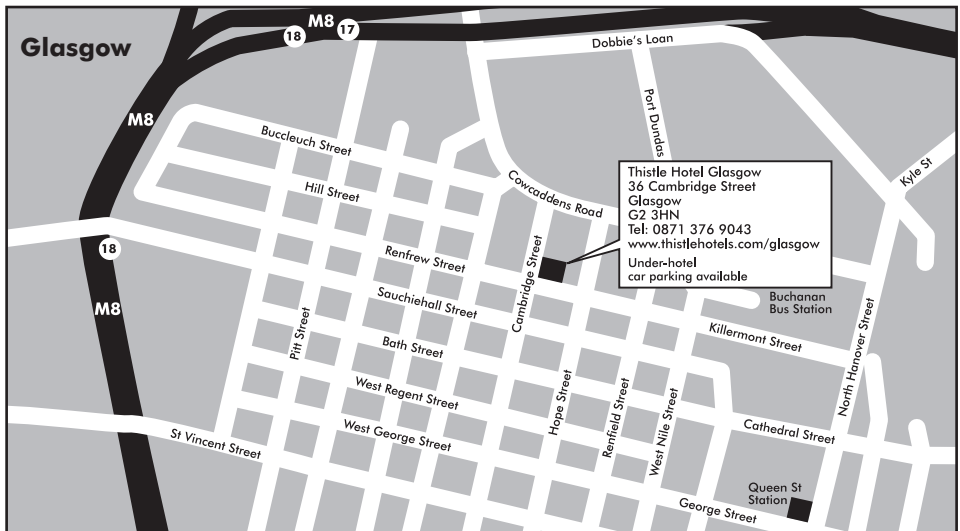 Glasgow
M8
18
17
Dobbie's Loan
M8
Port Dundas
Buccleuch Street
Kyle St
Thistle Hotel Glasgow
36 Cambridge Street
Glasgow
G2 3HN
Tel: 0871 376 9043
www.thistlehotels.com/glasgow
Under-hotel
car parking available
Hill Street
Cowcaddens Road
18
Renfrew Street
Cambridge Street
M8
Sauchiehall Street
Buchanan
Bus Station
Killermont Street
North Hanover Street
Pitt Street
Bath Street
West Regent Street
Hope Street
Renfield Street
West Nile Street
Cathedral Street
St Vincent Street
West George Street
Queen St
Station
George Street